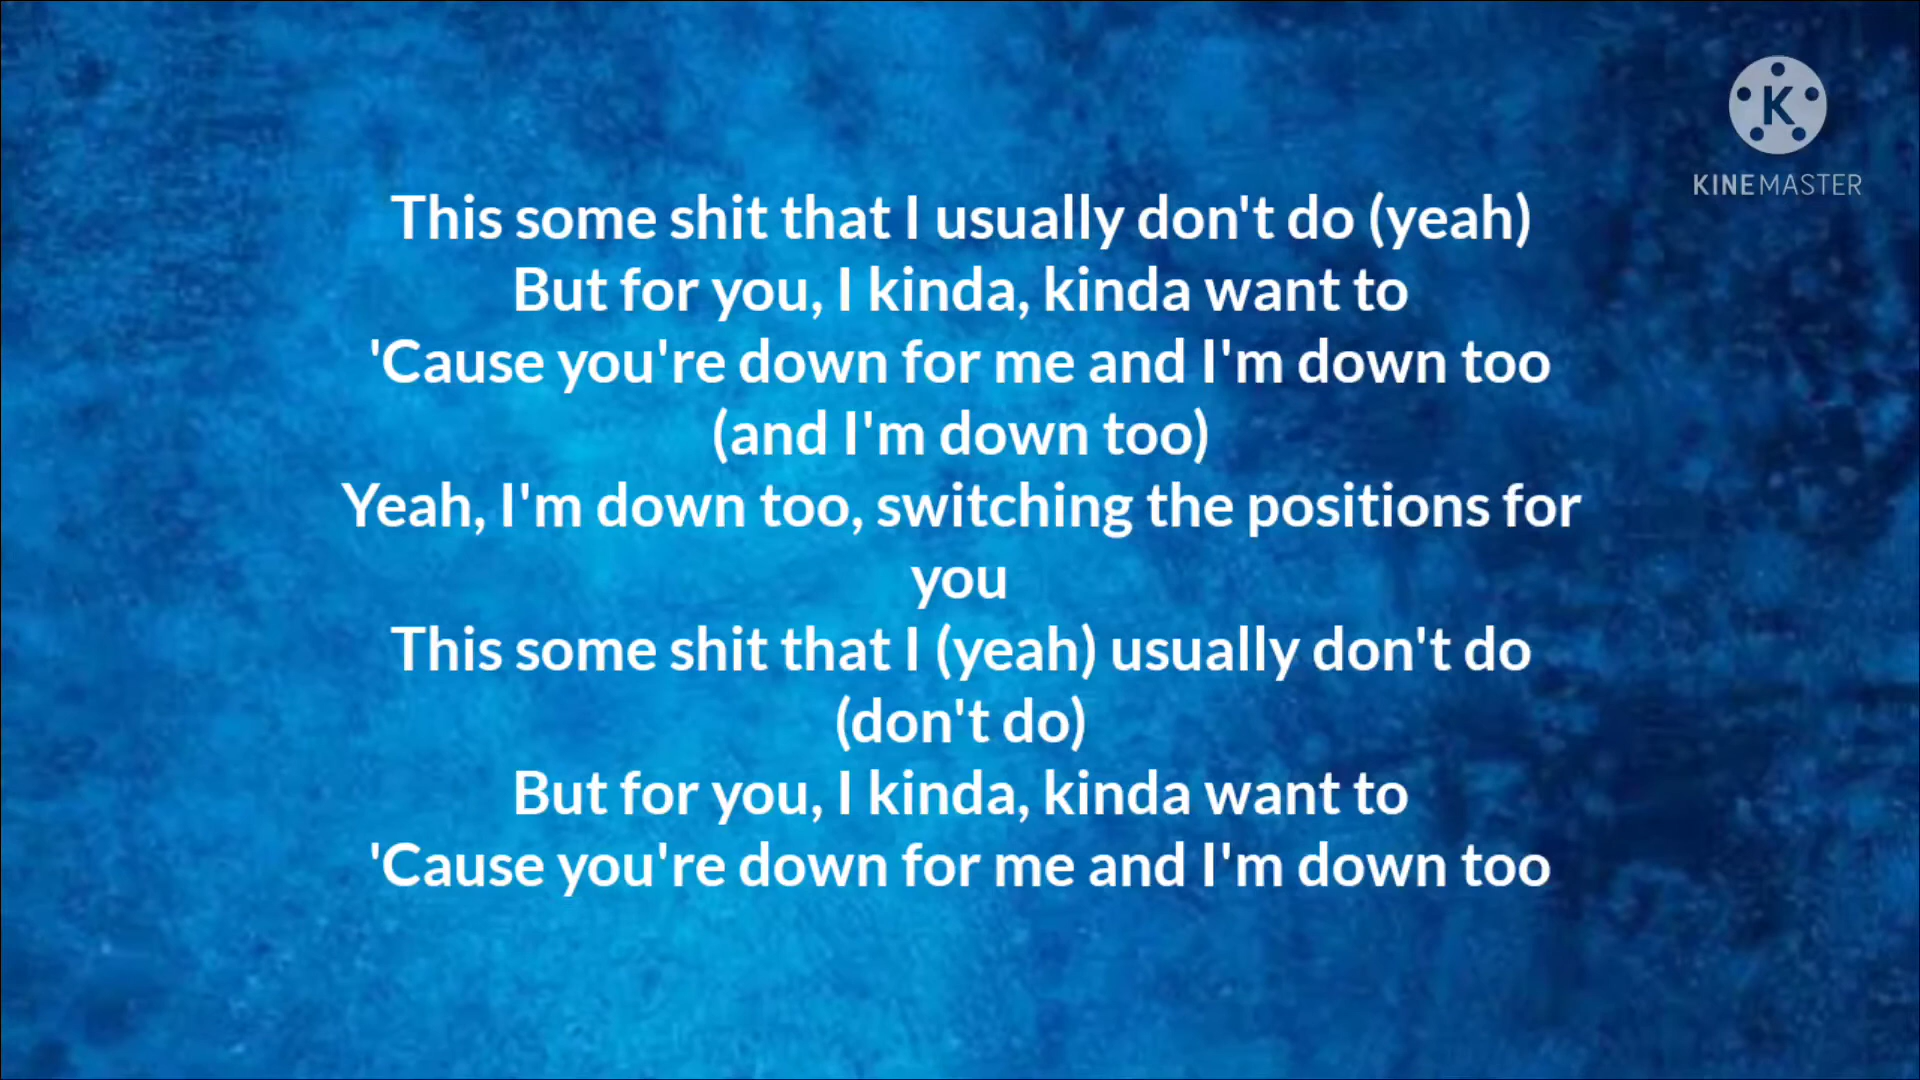 K
KINEMASTER
This some shit that I usually don't do (yeah)
But for you, I kinda, kinda want to
'Cause you're down for me and I'm down too
(and I'm down too)
Yeah, I'm down too, switching the positions for
you
This some shit that I (yeah) usually don't do
(don't do)
But for you, I kinda, kinda want to
'Cause you're down for me and I'm down too